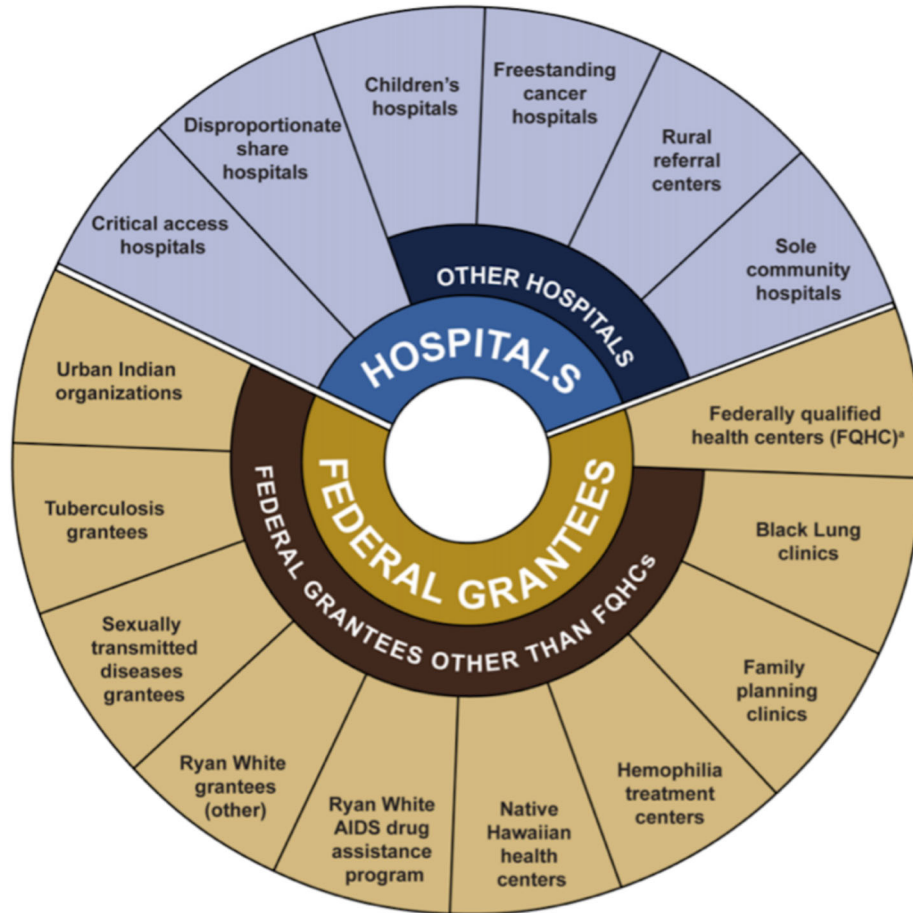 Children's
hospitals
Freestanding
cancer
hospitals
Disproportionate
share
hospitals
Rural
referral
centers
Critical access
hospitals
Sole
community
hospitals
OTHER HOSPITALS
HOSPITALS
FEDERAL GRANTEES
FEDERAL GRANTEES OTHER THAN FQHCs
Urban Indian
organizations
Federally qualified
health centers (FQHC)ᵃ
Tuberculosis
grantees
Black Lung
clinics
Sexually
transmitted
diseases
grantees
Family
planning
clinics
Ryan White
grantees
(other)
Ryan White
AIDS drug
assistance
program
Native
Hawaiian
health
centers
Hemophilia
treatment
centers